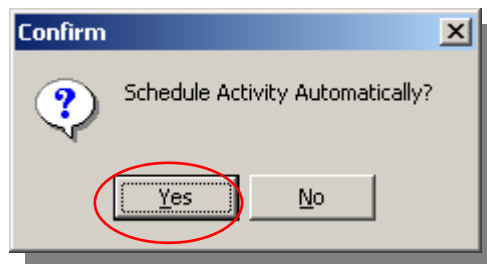 Confirm
Schedule Activity Automatically?
Yes No